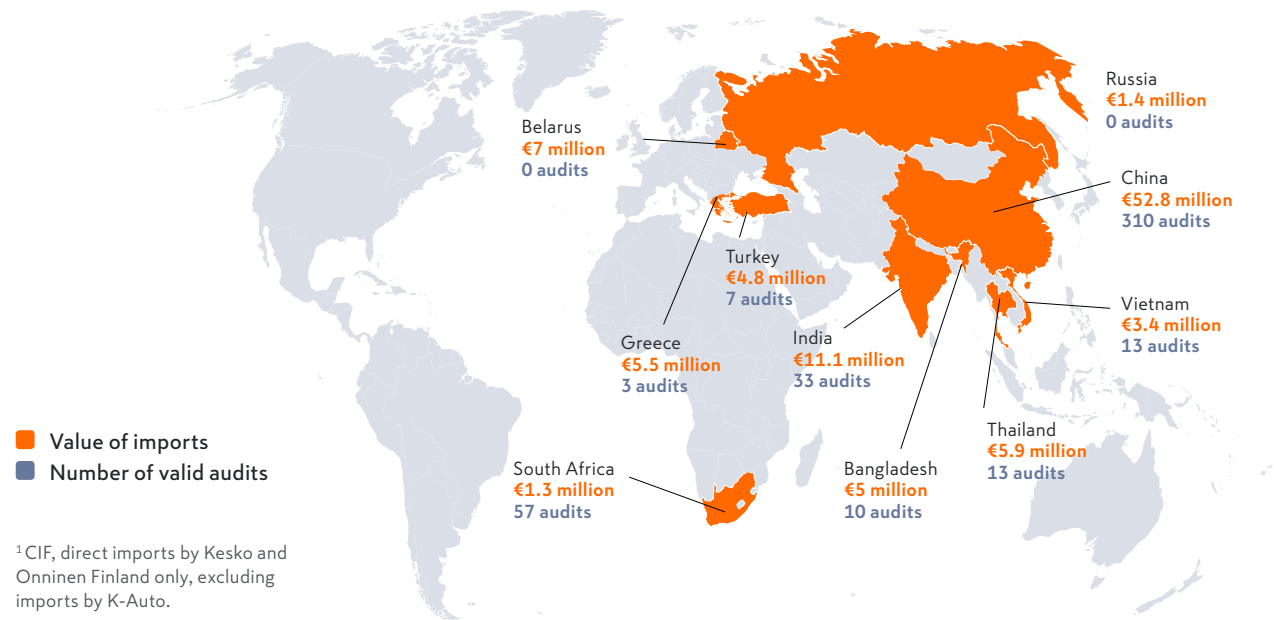 Russia
€1.4 million
0 audits
Belarus
€7 million
0 audits
China
€52.8 million
310 audits
Turkey
€4.8 million
7 audits
Vietnam
€3.4 million
13 audits
Greece
€5.5 million
3 audits
India
€11.1 million
33 audits
Thailand
€5.9 million
13 audits
South Africa
€1.3 million
57 audits
Bangladesh
€5 million
10 audits
Value of imports
Number of valid audits
¹ CIF, direct imports by Kesko and
Onninen Finland only, excluding
imports by K-Auto.